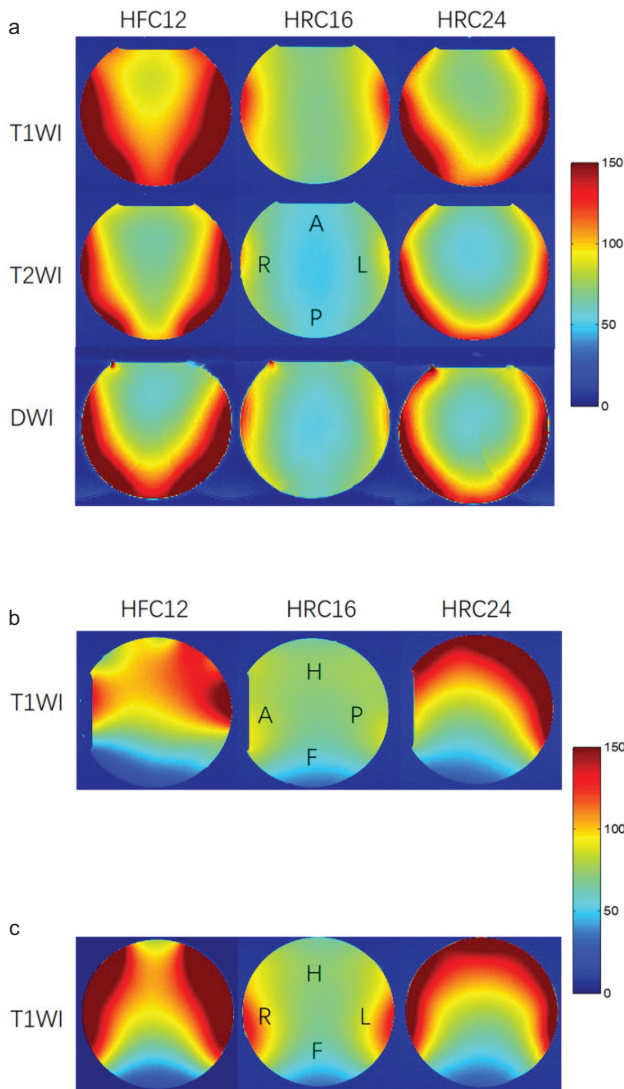 a
HFC12 HRC16 HRC24
T1WI
150
T2WI
A
R L
P
100
50
DWI
0
b
HFC12 HRC16 HRC24
T1WI
H
A P
F
150
100
50
c
T1WI
H
R L
F
0